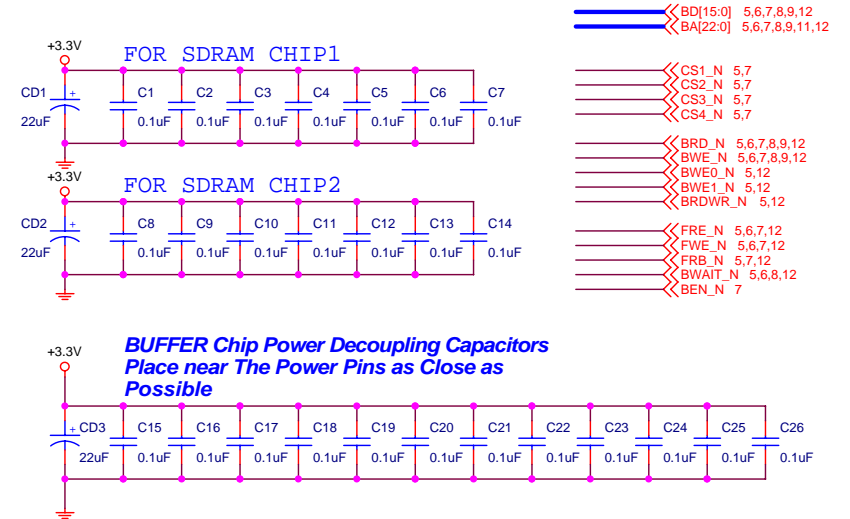 BD[15:0] 5,6,7,8,9,12
BA[22:0] 5,6,7,8,9,11,12
+3.3V
FOR SDRAM CHIP1
CD1 + C1 C2 C3 C4 C5 C6 C7
22uF 0.1uF 0.1uF 0.1uF 0.1uF 0.1uF 0.1uF 0.1uF
CS1_N 5,7
CS2_N 5,7
CS3_N 5,7
CS4_N 5,7
BRD_N 5,6,7,8,9,12
BWE_N 5,6,7,8,9,12
BWE0_N 5,12
BWE1_N 5,12
BRDWR_N 5,12
+3.3V
FOR SDRAM CHIP2
CD2 + C8 C9 C10 C11 C12 C13 C14
22uF 0.1uF 0.1uF 0.1uF 0.1uF 0.1uF 0.1uF 0.1uF
FRE_N 5,6,7,12
FWE_N 5,6,7,12
FRB_N 5,7,12
BWAIT_N 5,6,8,12
BEN_N 7
+3.3V
BUFFER Chip Power Decoupling Capacitors
Place near The Power Pins as Close as
Possible
+ CD3 C15 C16 C17 C18 C19 C20 C21 C22 C23 C24 C25 C26
22uF 0.1uF 0.1uF 0.1uF 0.1uF 0.1uF 0.1uF 0.1uF 0.1uF 0.1uF 0.1uF 0.1uF 0.1uF